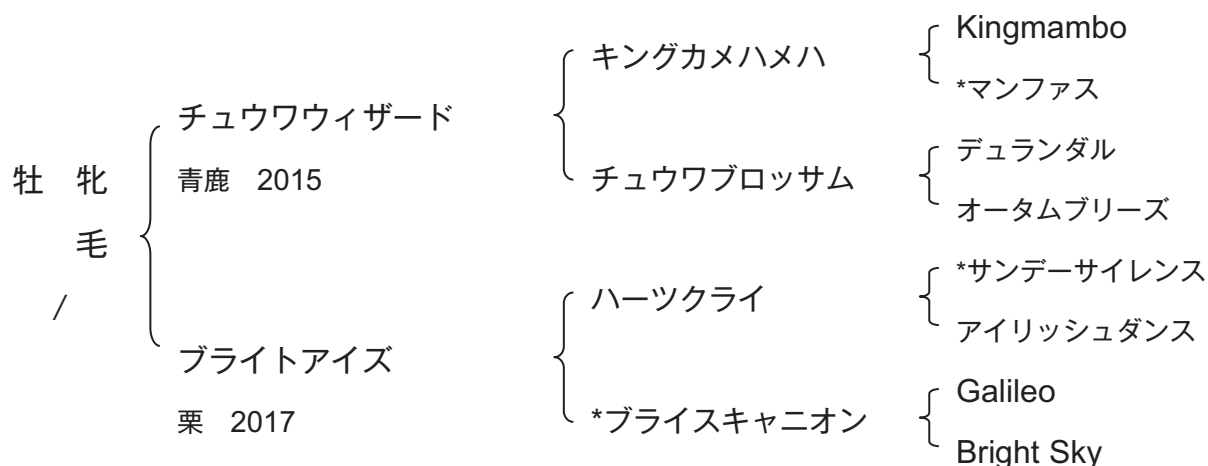 牡　牝
毛
/
チュウワウィザード
青鹿　2015
ブライトアイズ
栗　2017
キングカメハメハ
チュウワブロッサム
ハーツクライ
*ブライスキャニオン
Kingmambo
*マンファス
デュランダル
オータムブリーズ
*サンデーサイレンス
アイリッシュダンス
Galileo
Bright Sky